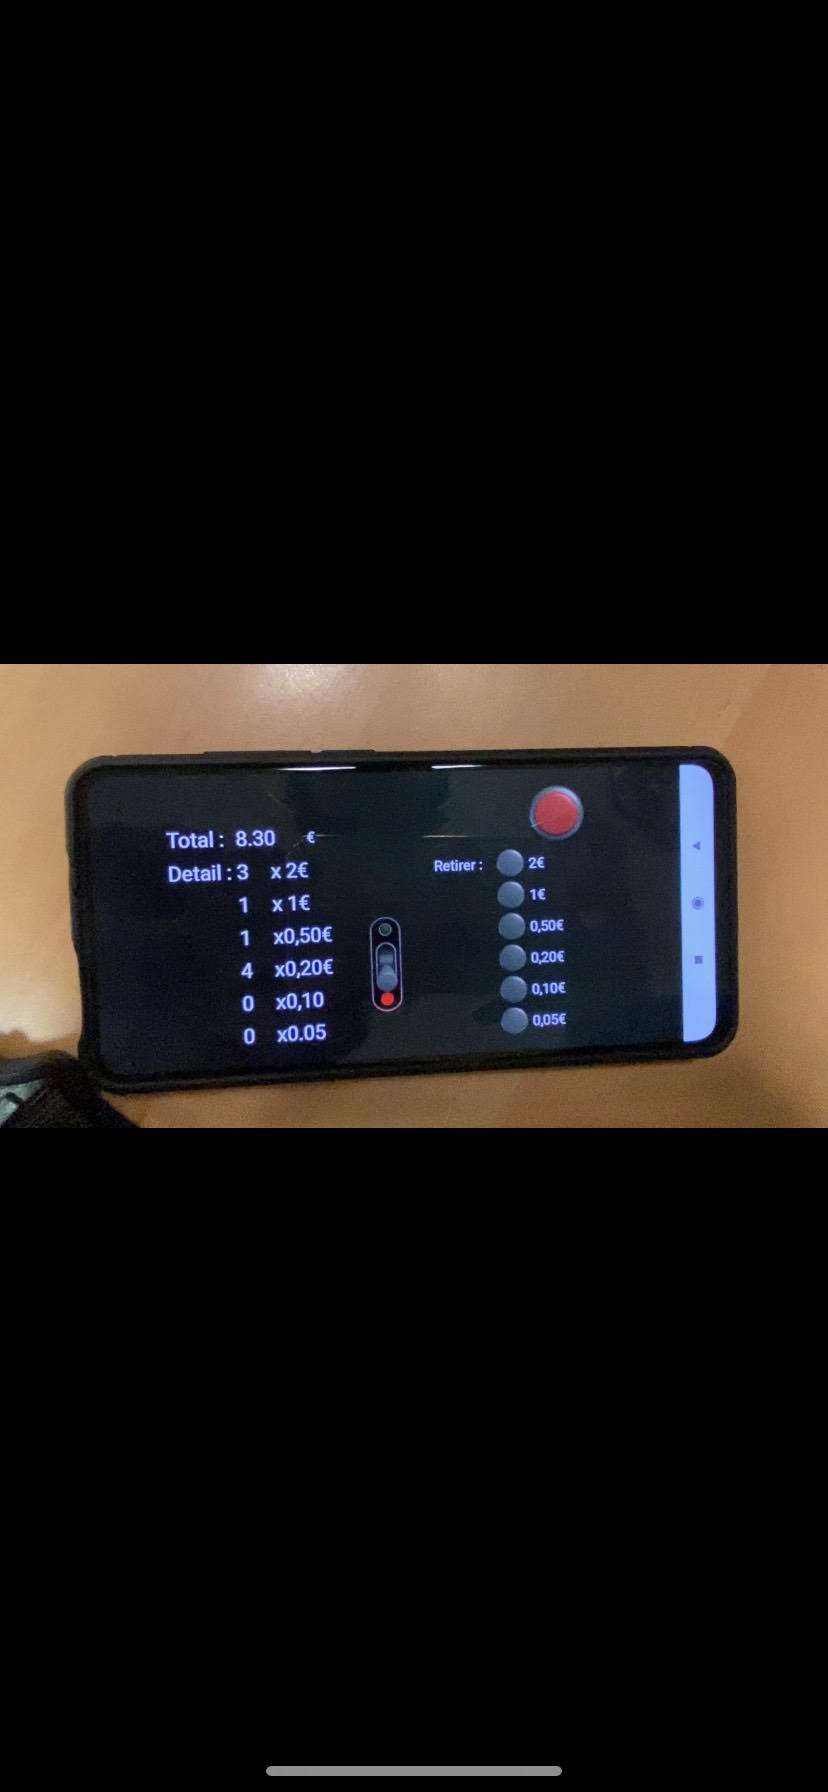 Total : 8.30 €
Detail : 3 x 2€
1 x 1€
1 x0,50€
4 x0,20€
0 x0,10
0 x0.05
Retirer :
2€
1€
0,50€
0,20€
0,10€
0,05€